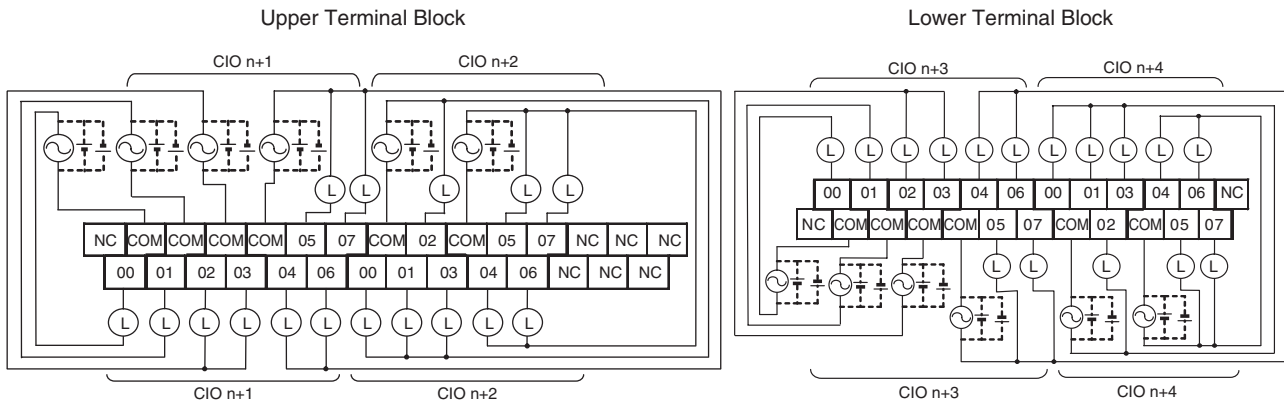 Upper Terminal Block
Lower Terminal Block
CIO n+1
CIO n+2
CIO n+3
CIO n+4
L L
L L L
NC COM COM COM COM 05 07 COM 02 COM 05 07 NC NC NC
00 01 02 03 04 06 00 01 03 04 06 NC NC NC
L L L L L L L L L L L
CIO n+1
CIO n+2
L L L L L L L L L L L
00 01 02 03 04 06 00 01 03 04 06 NC
NC COM COM COM COM 05 07 COM 02 COM 05 07
L L L L L
CIO n+3
CIO n+4